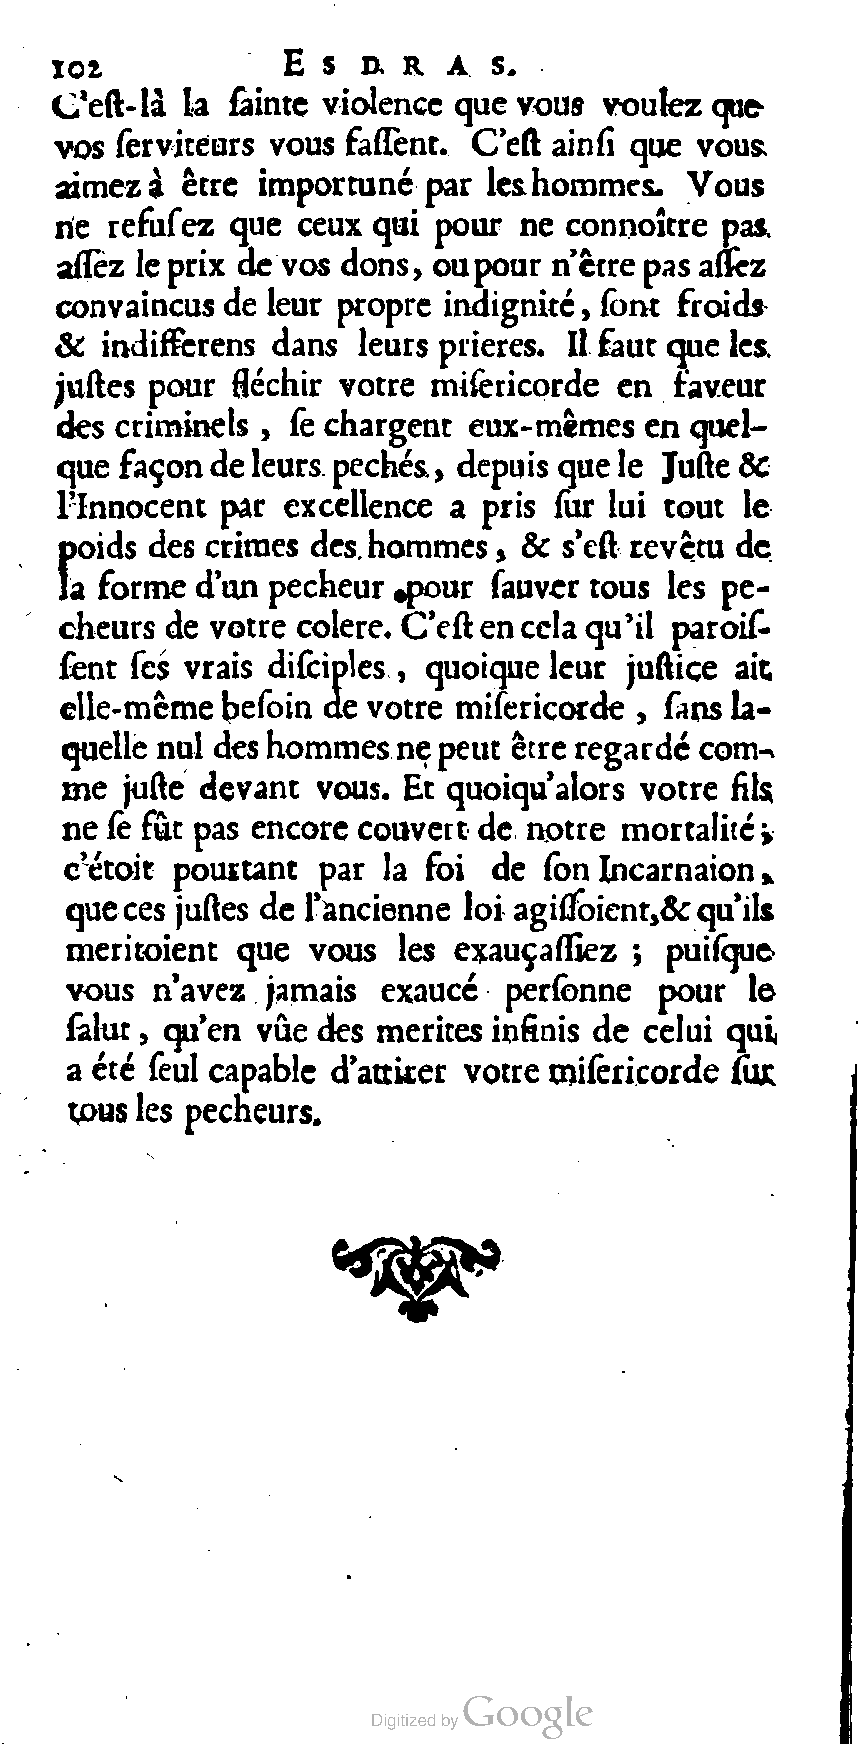 102 ESDRAS.
C'eſt-là la ſainte violence que vous voulez que
vos ſerviteurs vous faſſent. C'eſt ainſi que vous
aimez à être importuné par les hommes. Vous
ne refuſez que ceux qui pour ne connoître pas
aſſez le prix de vos dons, ou pour n'être pas aſſez
convaincus de leur propre indignité, ſont froids
& indifferens dans leurs prieres. Il faut que les
juſtes pour fléchir votre miſericorde en faveur
des criminels , ſe chargent eux-mêmes en quel-
que façon de leurs pechés, depuis que le Juſte &
l'Innocent par excellence a pris ſur lui tout le
poids des crimes des hommes, & s'eſt revêtu de
la forme d'un pecheur pour ſauver tous les pe-
cheurs de votre colere. C'eſt en cela qu'il paroiſ-
ſent ſes vrais diſciples, quoique leur juſtice ait
elle-même beſoin de votre miſericorde , ſans la-
quelle nul des hommes ne peut être regardé com-
me juſte devant vous. Et quoiqu'alors votre fils
ne ſe fût pas encore couvert de notre mortalité;
c'étoit pourtant par la foi de ſon Incarnaion,
que ces juſtes de l'ancienne loi agiſſoient, & qu'ils
meritoient que vous les exauçaſſiez ; puiſque
vous n'avez jamais exaucé perſonne pour le
ſalut, qu'en vûe des merites infinis de celui qui
a été ſeul capable d'attirer votre miſericorde ſur
tous les pecheurs.
Digitized by Google